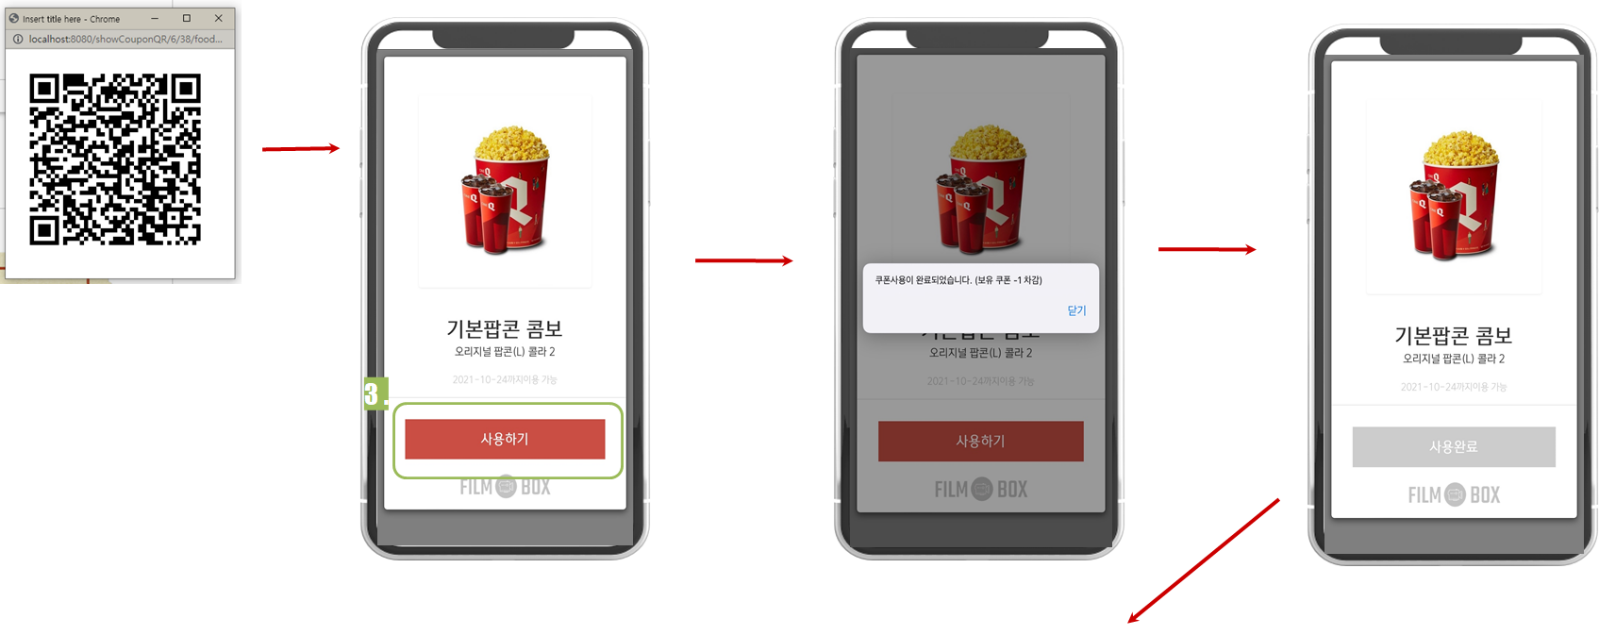 Insert title here - Chrome
localhost:8080/showCouponQR/6/38/food...
기본팝콘 콤보
오리지널 팝콘(L) 콜라 2
2021-10-24까지이용 가능
3.
사용하기
FILM BOX
쿠폰사용이 완료되었습니다. (보유 쿠폰 -1 차감)
닫기
오리지널 팝콘(L) 콜라 2
2021-10-24까지이용 가능
사용하기
FILM BOX
기본팝콘 콤보
오리지널 팝콘(L) 콜라 2
2021-10-24까지이용 가능
사용완료
FILM BOX